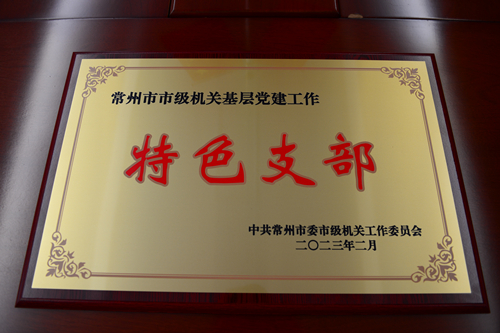 常州市市级机关基层党建工作
特色支部
中共常州市委市级机关工作委员会
二〇二三年二月